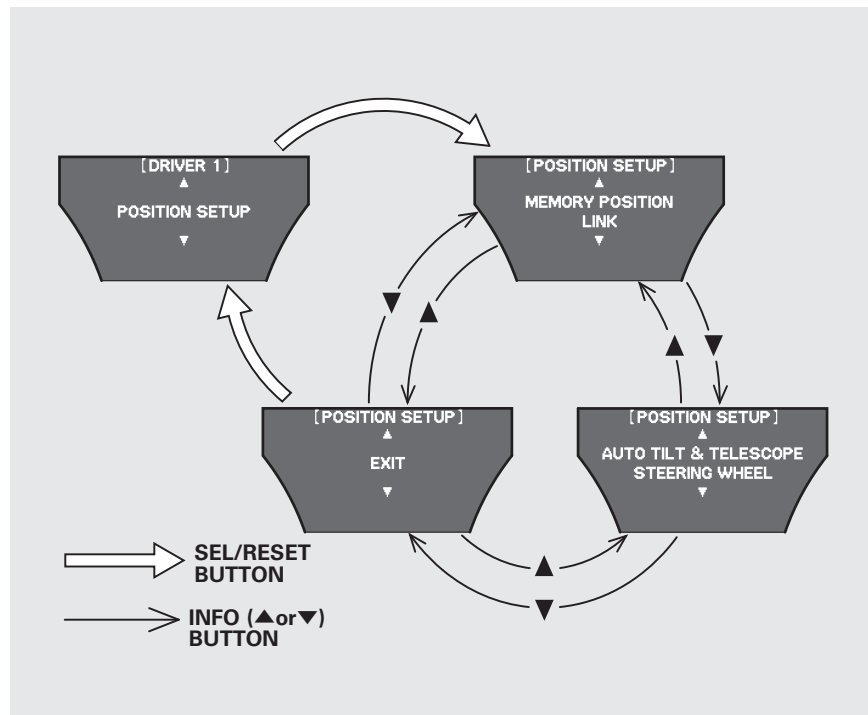 [DRIVER 1]
▲
POSITION SETUP
▼
[POSITION SETUP]
▲
MEMORY POSITION
LINK
▼
▼
▲
▲
▼
[POSITION SETUP]
▲
EXIT
▼
[POSITION SETUP]
▲
AUTO TILT & TELESCOPE
STEERING WHEEL
▼
▲
▼
SEL/RESET
BUTTON
INFO (▲or▼)
BUTTON